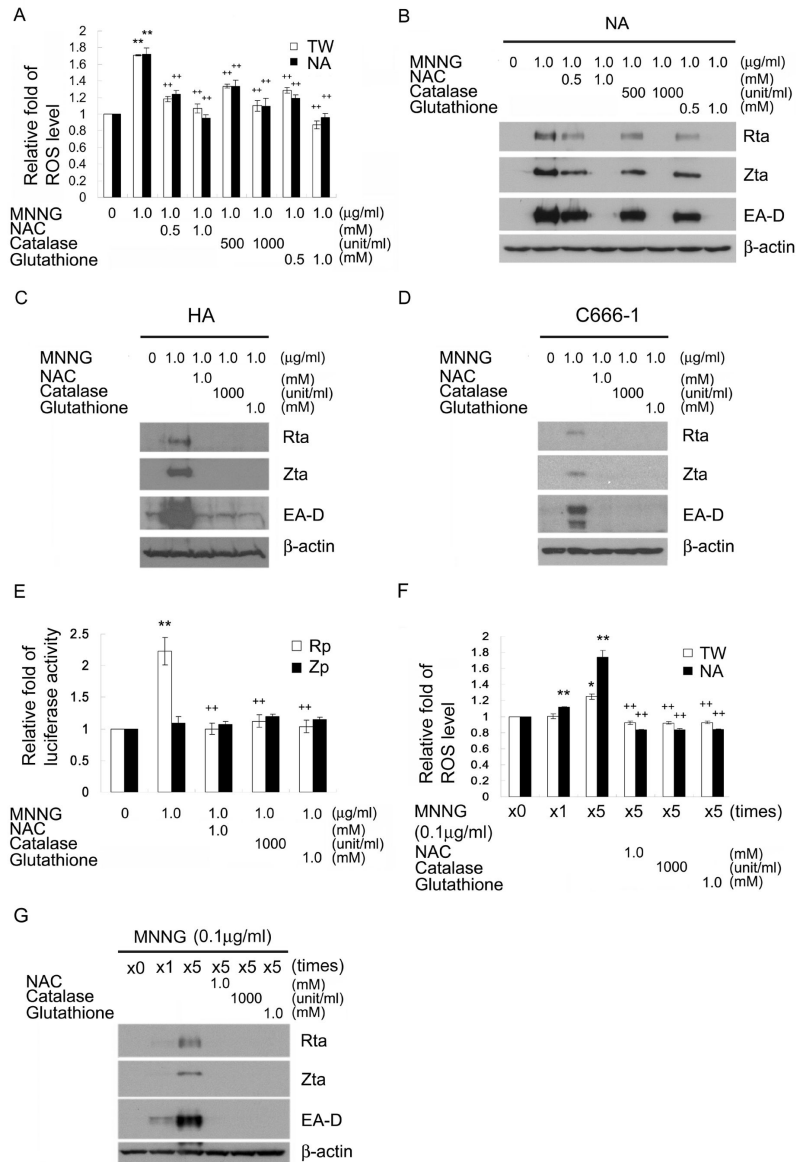 A
Relative fold of
ROS level
2
1.8
1.6
1.4
1.2
1
0.8
0.6
0.4
0.2
0
** **
++ ++ ++ ++ ++ ++ ++ ++ ++ ++ ++ ++
TW
NA
MNNG 0 1.0 1.0 1.0 1.0 1.0 1.0 1.0 (μg/ml)
NAC 0.5 1.0 (mM)
Catalase 500 1000 (unit/ml)
Glutathione 0.5 1.0 (mM)
B
NA
MNNG 0 1.0 1.0 1.0 1.0 1.0 1.0 1.0 (μg/ml)
NAC 0.5 1.0 (mM)
Catalase 500 1000 (unit/ml)
Glutathione 0.5 1.0 (mM)
Rta
Zta
EA-D
β-actin
C
HA
MNNG 0 1.0 1.0 1.0 1.0 (μg/ml)
NAC 1.0 (mM)
Catalase 1000 (unit/ml)
Glutathione 1.0 (mM)
Rta
Zta
EA-D
β-actin
D
C666-1
MNNG 0 1.0 1.0 1.0 1.0 (μg/ml)
NAC 1.0 (mM)
Catalase 1000 (unit/ml)
Glutathione 1.0 (mM)
Rta
Zta
EA-D
β-actin
E
Relative fold of
luciferase activity
2.5
2
1.5
1
0.5
0
**
++ ++ ++
Rp
Zp
MNNG 0 1.0 1.0 1.0 1.0 (μg/ml)
NAC 1.0 (mM)
Catalase 1000 (unit/ml)
Glutathione 1.0 (mM)
F
Relative fold of
ROS level
2
1.8
1.6
1.4
1.2
1
0.8
0.6
0.4
0.2
0
** * **
++ ++ ++ ++ ++ ++
TW
NA
MNNG x0 x1 x5 x5 x5 x5 (times)
(0.1μg/ml)
NAC 1.0 (mM)
Catalase 1000 (unit/ml)
Glutathione 1.0 (mM)
G
MNNG (0.1μg/ml)
x0 x1 x5 x5 x5 x5 (times)
NAC 1.0 (mM)
Catalase 1000 (unit/ml)
Glutathione 1.0 (mM)
Rta
Zta
EA-D
β-actin